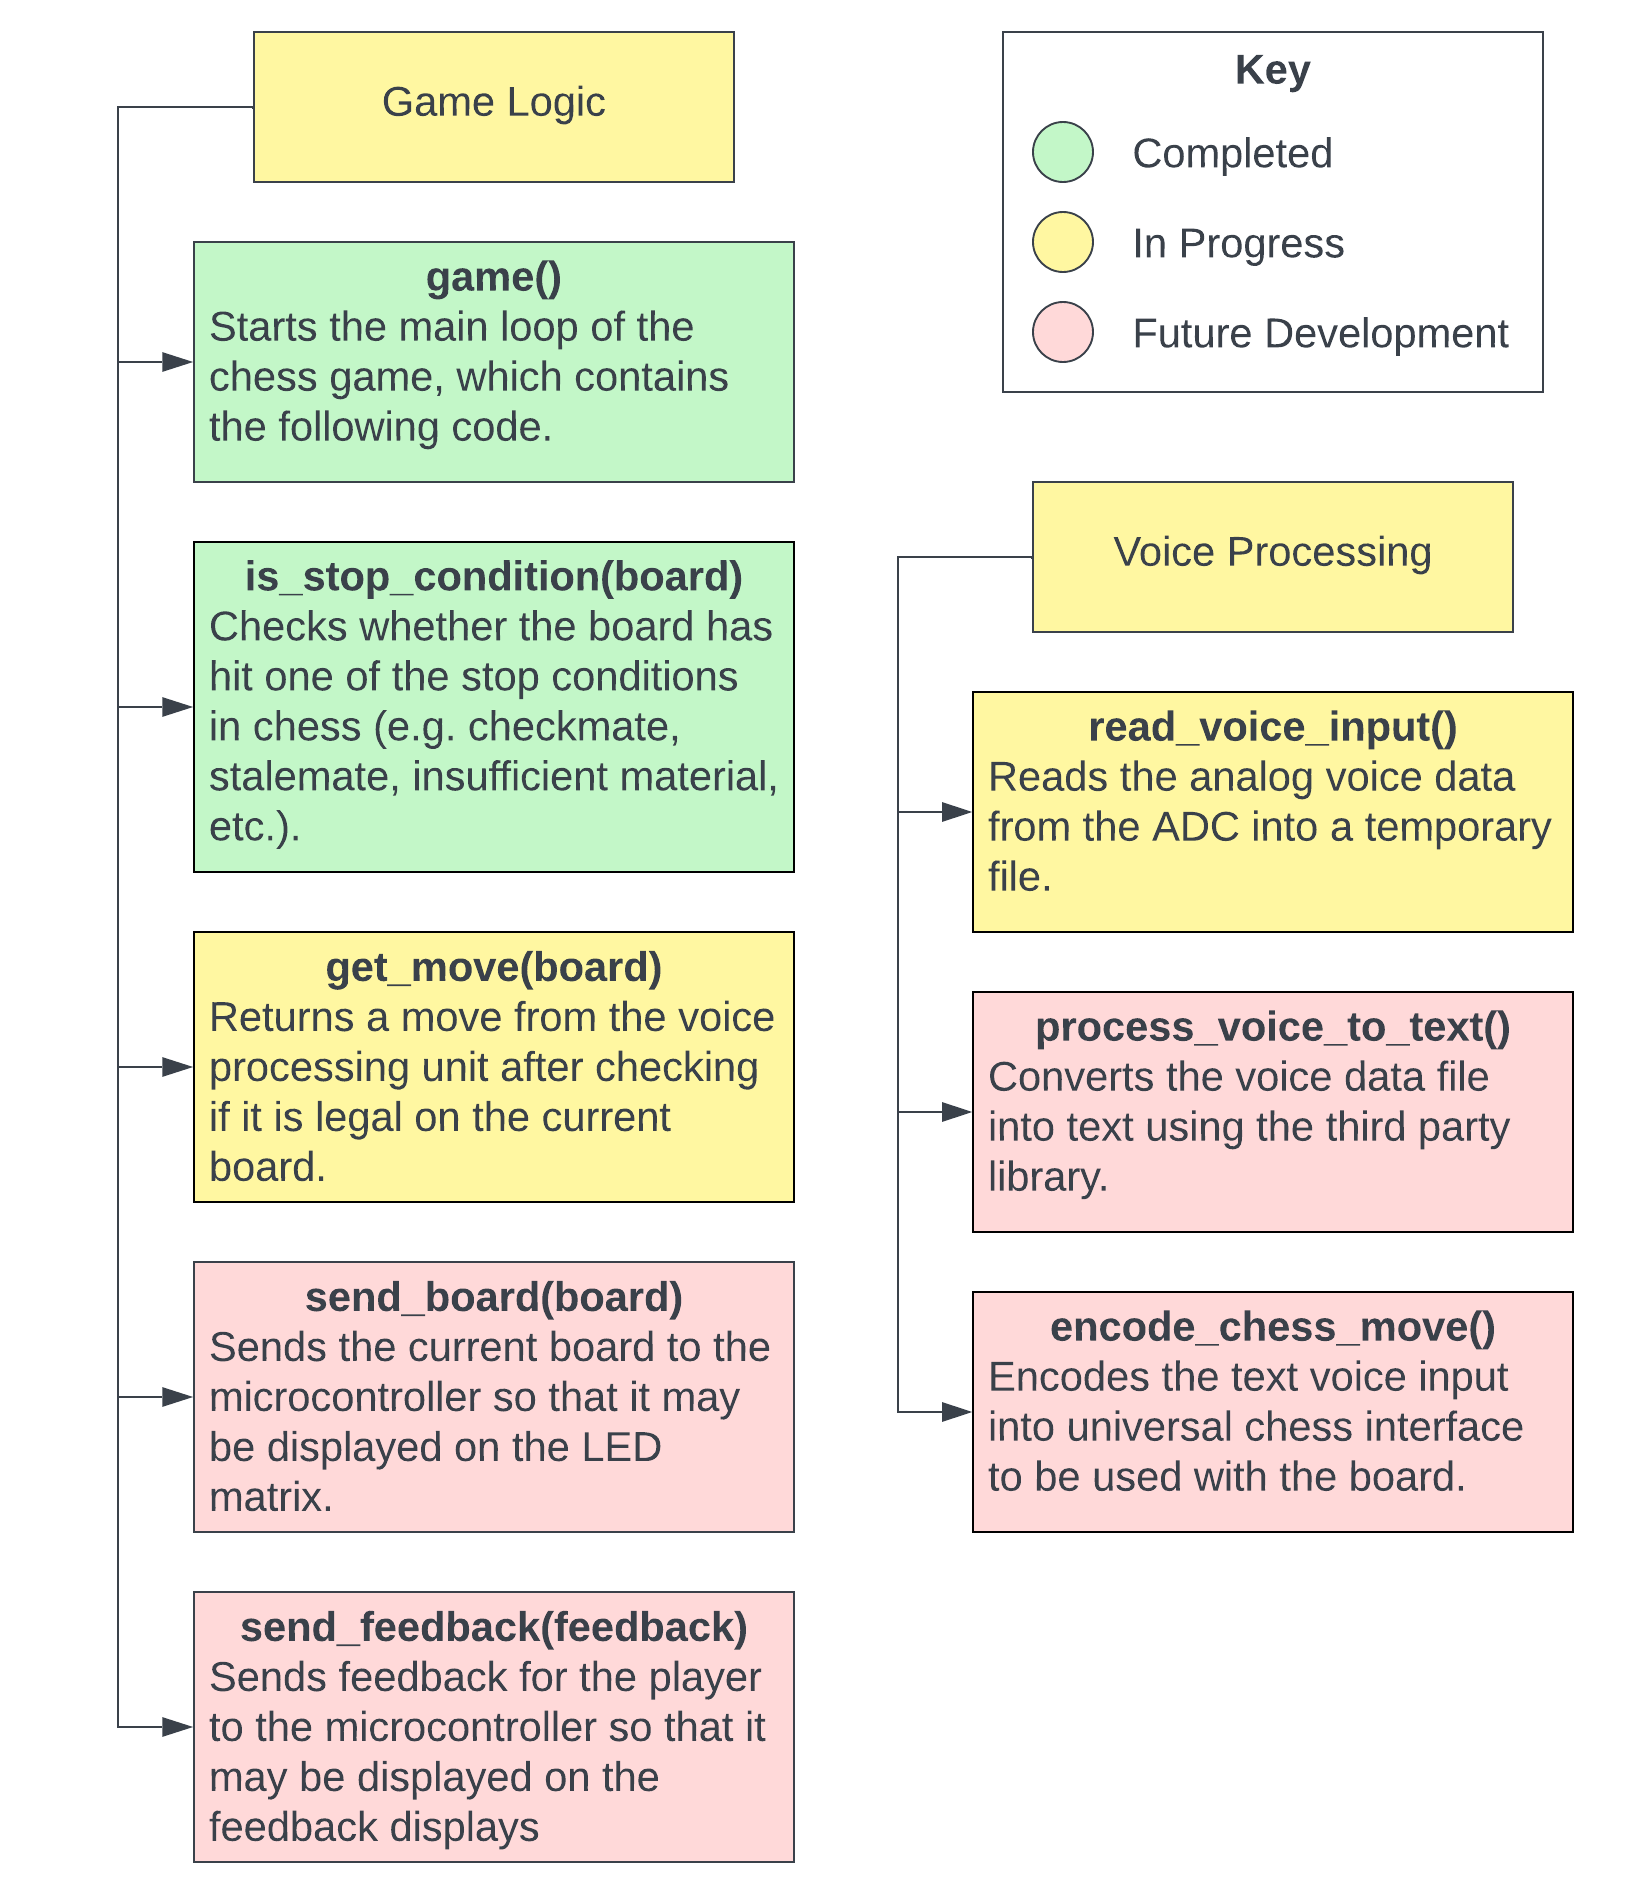 Game Logic
game()
Starts the main loop of the
chess game, which contains
the following code.
is_stop_condition(board)
Checks whether the board has
hit one of the stop conditions
in chess (e.g. checkmate,
stalemate, insufficient material,
etc.).
get_move(board)
Returns a move from the voice
processing unit after checking
if it is legal on the current
board.
send_board(board)
Sends the current board to the
microcontroller so that it may
be displayed on the LED
matrix.
send_feedback(feedback)
Sends feedback for the player
to the microcontroller so that it
may be displayed on the
feedback displays
Key
Completed
In Progress
Future Development
Voice Processing
read_voice_input()
Reads the analog voice data
from the ADC into a temporary
file.
process_voice_to_text()
Converts the voice data file
into text using the third party
library.
encode_chess_move()
Encodes the text voice input
into universal chess interface
to be used with the board.